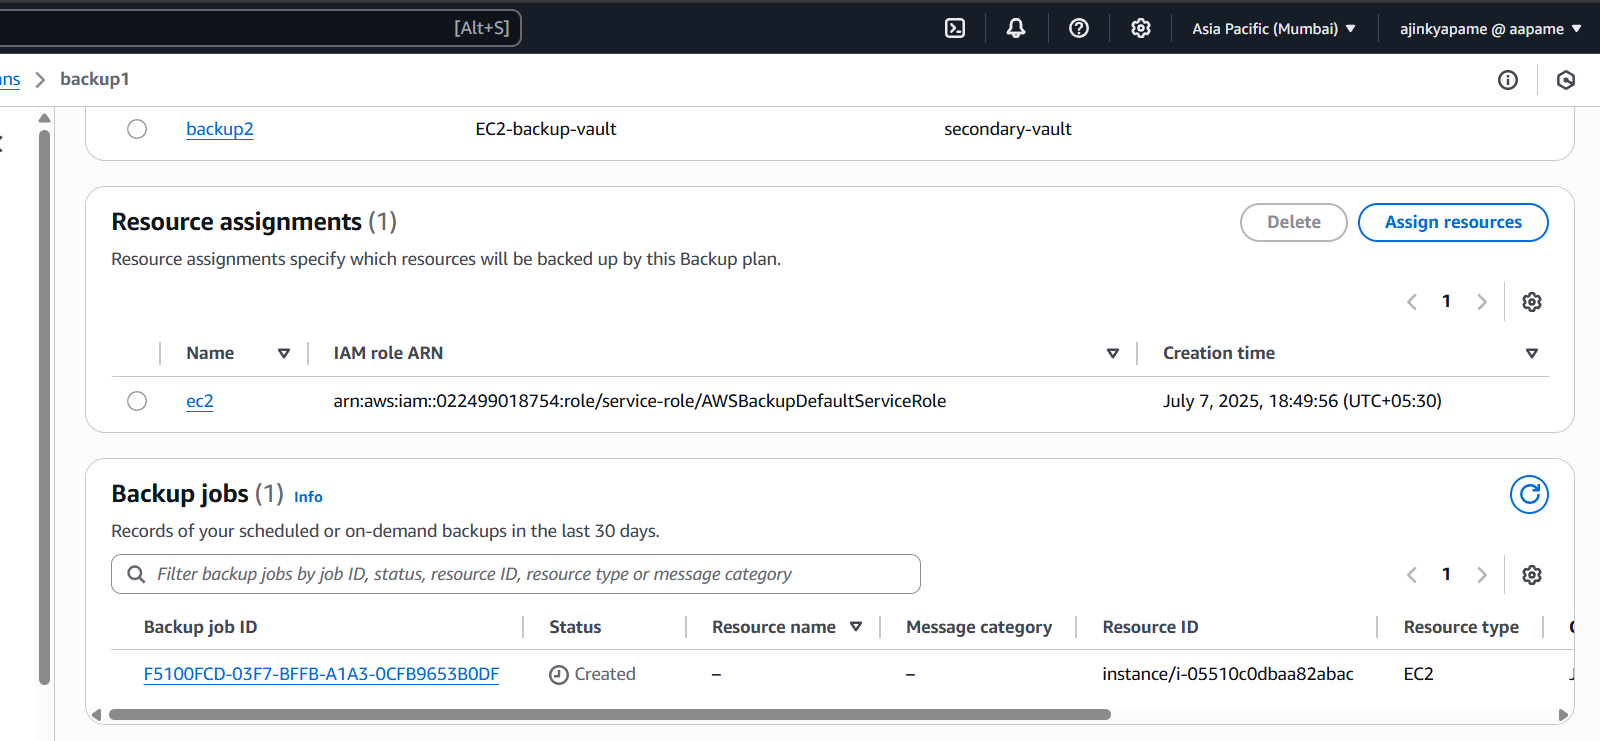 [Alt+S]
Asia Pacific (Mumbai)
ajinkyapame @ aapame
backup1
backup2 EC2-backup-vault secondary-vault
Resource assignments (1)
Delete Assign resources
Resource assignments specify which resources will be backed up by this Backup plan.
1
Name IAM role ARN Creation time
ec2 arn:aws:iam::022499018754:role/service-role/AWSBackupDefaultServiceRole July 7, 2025, 18:49:56 (UTC+05:30)
Backup jobs (1) Info
Records of your scheduled or on-demand backups in the last 30 days.
Filter backup jobs by job ID, status, resource ID, resource type or message category
1
Backup job ID Status Resource name Message category Resource ID Resource type
F5100FCD-03F7-BFFB-A1A3-0CFB9653B0DF Created – – instance/i-05510c0dbaa82abac EC2